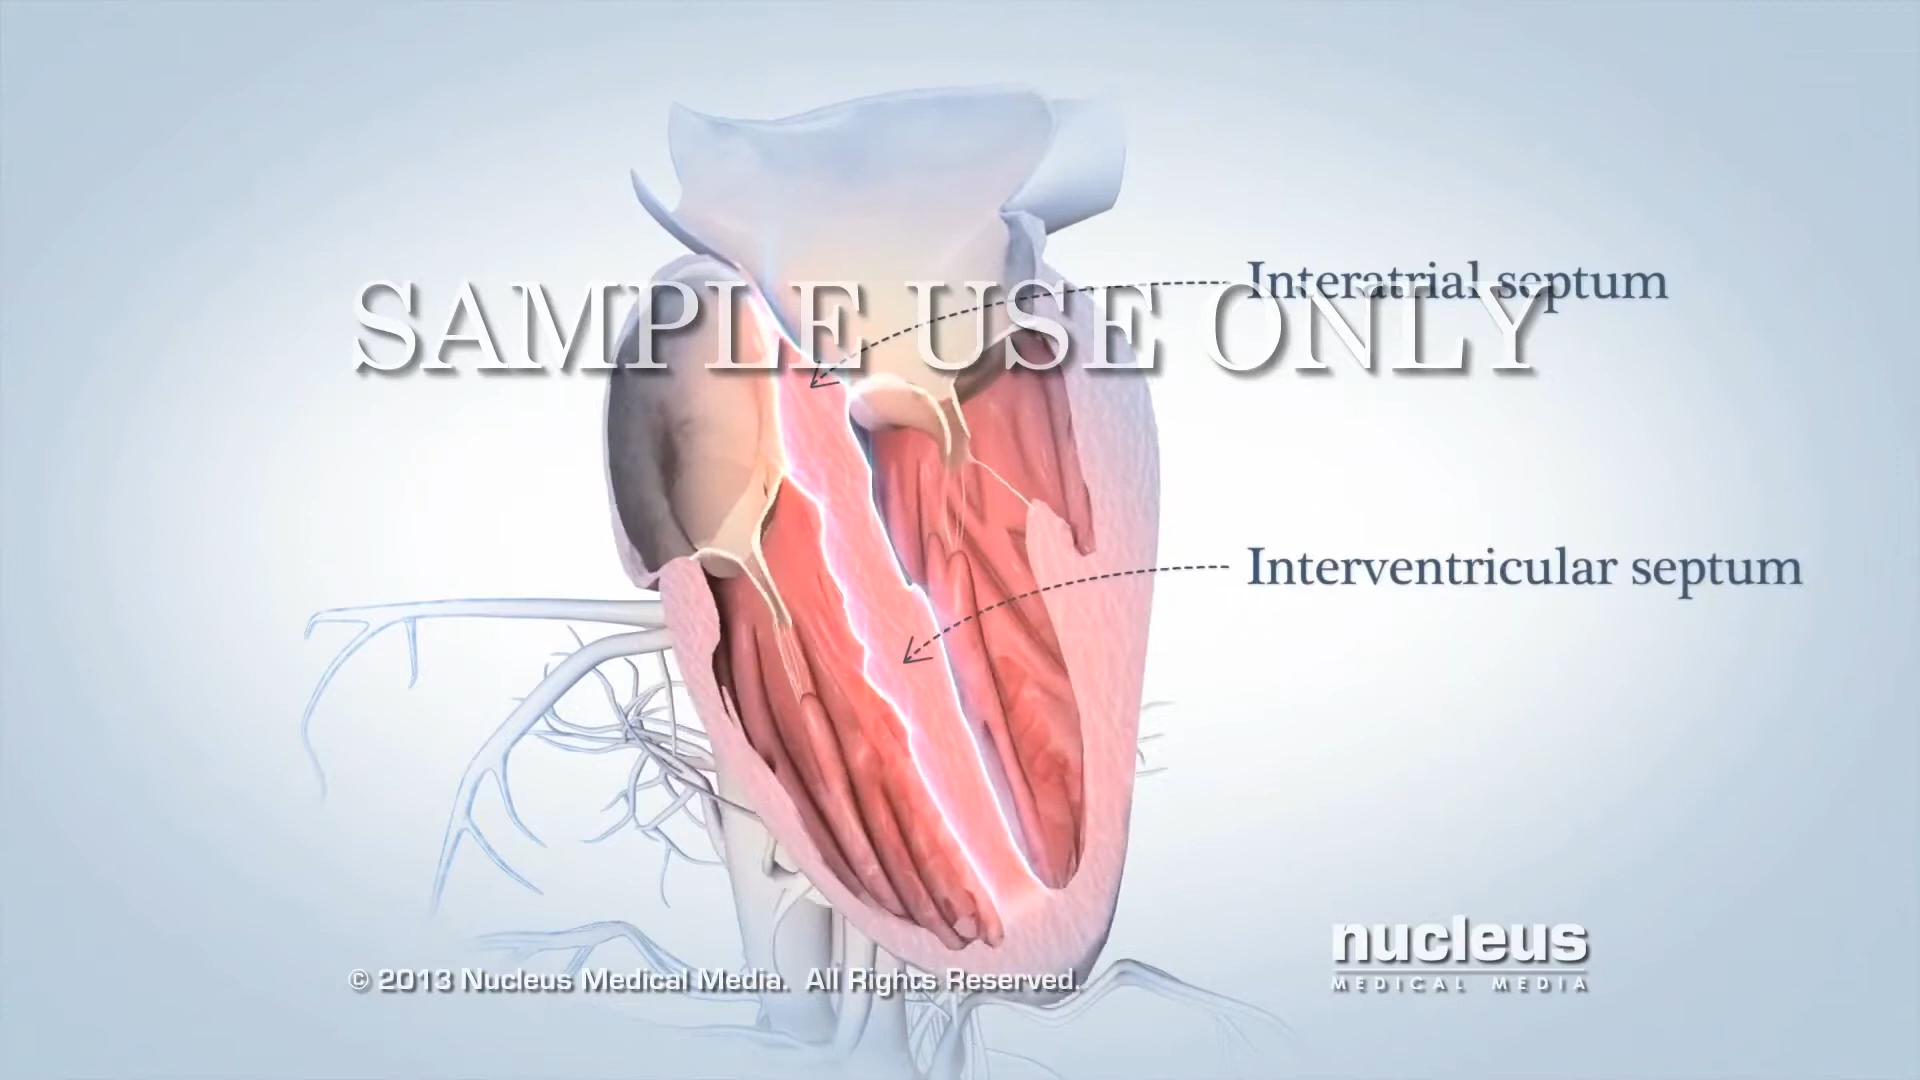 Interatrial septum
SAMPLE USE ONLY
Interventricular septum
nucleus
MEDICAL MEDIA
© 2013 Nucleus Medical Media. All Rights Reserved.